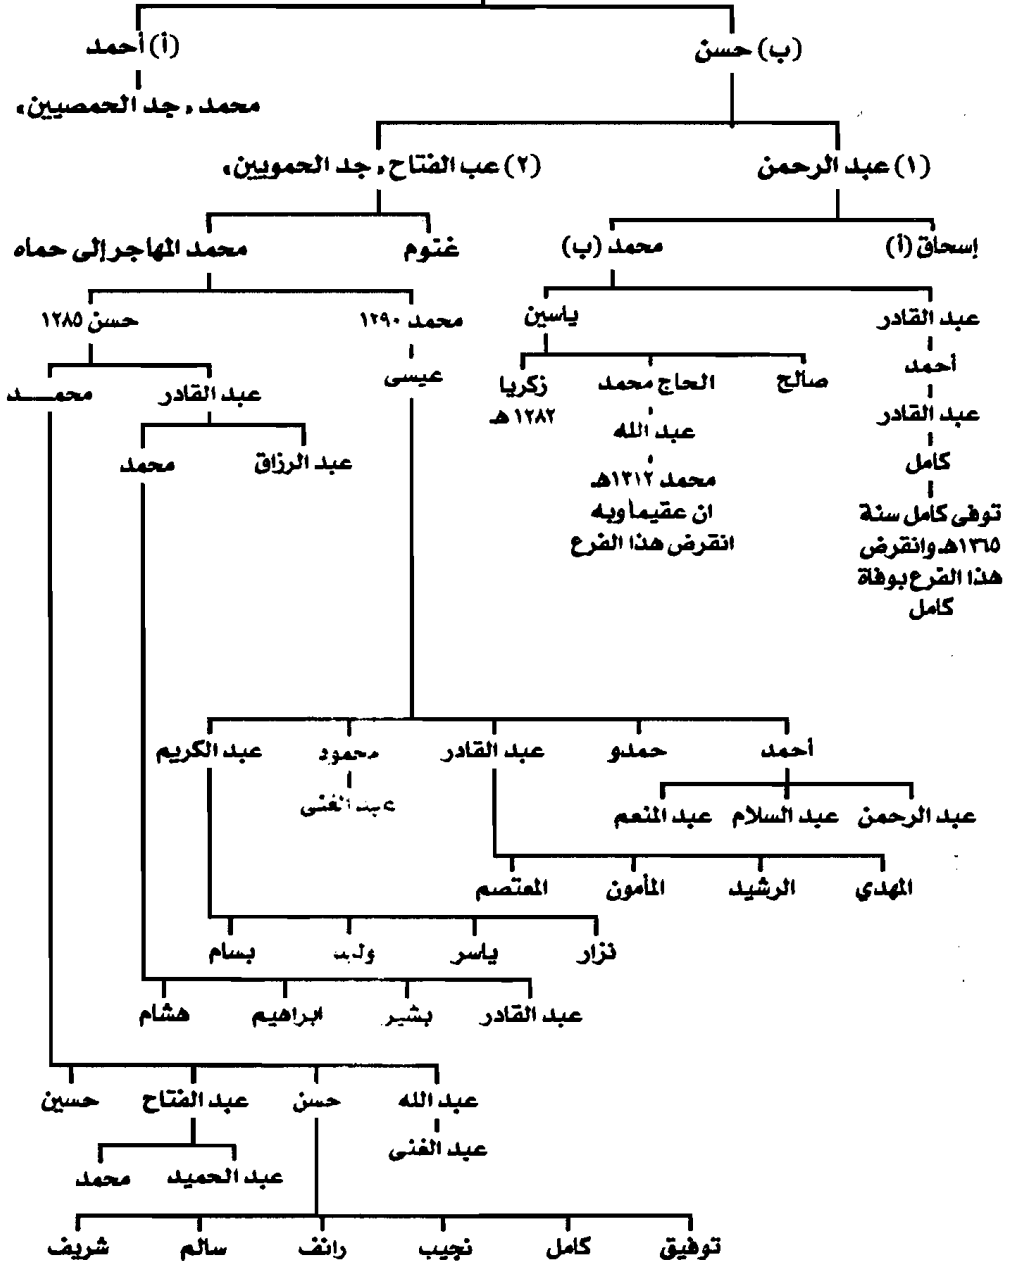 (ب) حسن
(أ) أحمد
محمد، جد الحمصيين،
(١) عبد الرحمن
(٢) عب الفتاح، جد الحمويين،
إسحاق (أ)
محمد (ب)
غنوم
محمد المهاجر إلى حماه
عبد القادر
ياسين
محمد ١٢٩٠
حسن ١٢٨٥
أحمد
صالح
الحاج محمد
زكريا
١٢٨٢ هـ
عيسى
عبد القادر
محمـــد
عبد القادر
عبد الله
كامل
محمد ١٣١٢هـ
عبد الرزاق
محمد
توفى كامل سنة
١٣٦٥هـ وانقرض
هذا الفرع بوفاة
كامل
ان عقيما وبه
انقرض هذا الفرع
أحمد
حمدو
عبد القادر
محمود
عبد الكريم
عبد الغنى
عبد الرحمن
عبد السلام
عبد المنعم
المهدي
الرشيد
المأمون
المعتصم
نزار
ياسر
وليد
بسام
عبد القادر
بشير
ابراهيم
هشام
عبد الله
حسن
عبد الفتاح
حسين
عبد الغنى
عبد الحميد
محمد
توفيق
كامل
نجيب
رائف
سالم
شريف